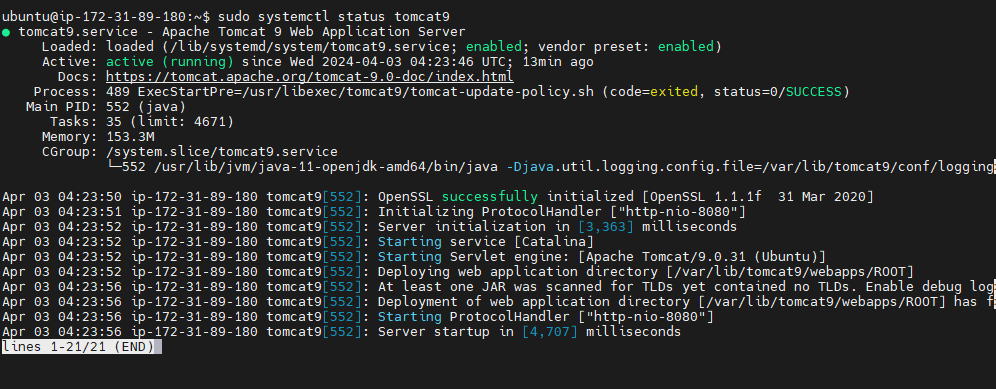 ubuntu@ip-172-31-89-180:~$ sudo systemctl status tomcat9
● tomcat9.service - Apache Tomcat 9 Web Application Server
     Loaded: loaded (/lib/systemd/system/tomcat9.service; enabled; vendor preset: enabled)
     Active: active (running) since Wed 2024-04-03 04:23:46 UTC; 13min ago
       Docs: https://tomcat.apache.org/tomcat-9.0-doc/index.html
    Process: 489 ExecStartPre=/usr/libexec/tomcat9/tomcat-update-policy.sh (code=exited, status=0/SUCCESS)
   Main PID: 552 (java)
      Tasks: 35 (limit: 4671)
     Memory: 153.3M
     CGroup: /system.slice/tomcat9.service
             └─552 /usr/lib/jvm/java-11-openjdk-amd64/bin/java -Djava.util.logging.config.file=/var/lib/tomcat9/conf/logging

Apr 03 04:23:50 ip-172-31-89-180 tomcat9[552]: OpenSSL successfully initialized [OpenSSL 1.1.1f  31 Mar 2020]
Apr 03 04:23:51 ip-172-31-89-180 tomcat9[552]: Initializing ProtocolHandler ["http-nio-8080"]
Apr 03 04:23:52 ip-172-31-89-180 tomcat9[552]: Server initialization in [3,363] milliseconds
Apr 03 04:23:52 ip-172-31-89-180 tomcat9[552]: Starting service [Catalina]
Apr 03 04:23:52 ip-172-31-89-180 tomcat9[552]: Starting Servlet engine: [Apache Tomcat/9.0.31 (Ubuntu)]
Apr 03 04:23:52 ip-172-31-89-180 tomcat9[552]: Deploying web application directory [/var/lib/tomcat9/webapps/ROOT]
Apr 03 04:23:56 ip-172-31-89-180 tomcat9[552]: At least one JAR was scanned for TLDs yet contained no TLDs. Enable debug log
Apr 03 04:23:56 ip-172-31-89-180 tomcat9[552]: Deployment of web application directory [/var/lib/tomcat9/webapps/ROOT] has f
Apr 03 04:23:56 ip-172-31-89-180 tomcat9[552]: Starting ProtocolHandler ["http-nio-8080"]
Apr 03 04:23:56 ip-172-31-89-180 tomcat9[552]: Server startup in [4,707] milliseconds
lines 1-21/21 (END)